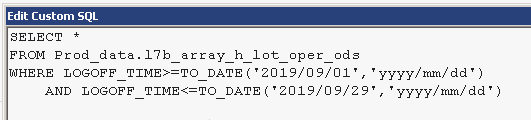 Edit Custom SQL
SELECT *
FROM Prod_data.l7b_array_h_lot_oper_ods
WHERE LOGOFF_TIME>=TO_DATE('2019/09/01','yyyy/mm/dd')
    AND LOGOFF_TIME<=TO_DATE('2019/09/29','yyyy/mm/dd')